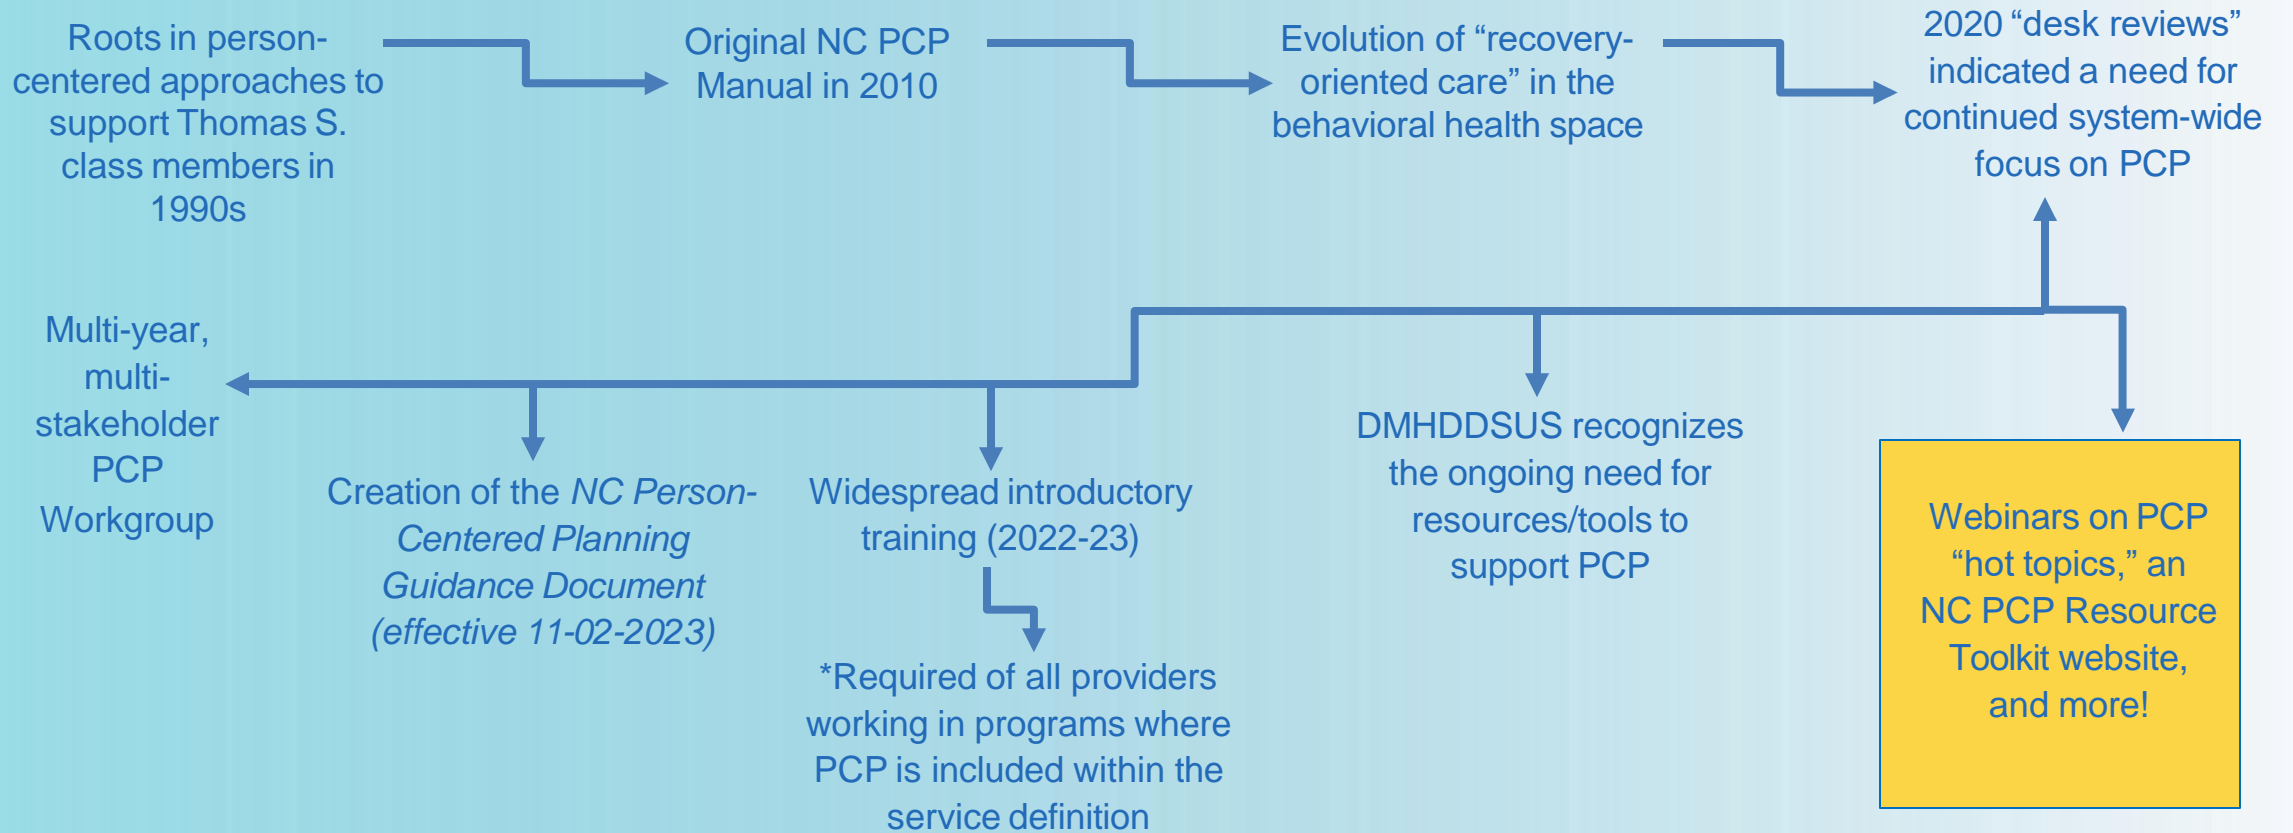 Roots in person-
centered approaches to
support Thomas S.
class members in
1990s
Original NC PCP
Manual in 2010
Evolution of “recovery-
oriented care” in the
behavioral health space
2020 “desk reviews”
indicated a need for
continued system-wide
focus on PCP
Multi-year,
multi-
stakeholder
PCP
Workgroup
Creation of the NC Person-
Centered Planning
Guidance Document
(effective 11-02-2023)
Widespread introductory
training (2022-23)
*Required of all providers
working in programs where
PCP is included within the
service definition
DMHDDSUS recognizes
the ongoing need for
resources/tools to
support PCP
Webinars on PCP
“hot topics,” an
NC PCP Resource
Toolkit website,
and more!